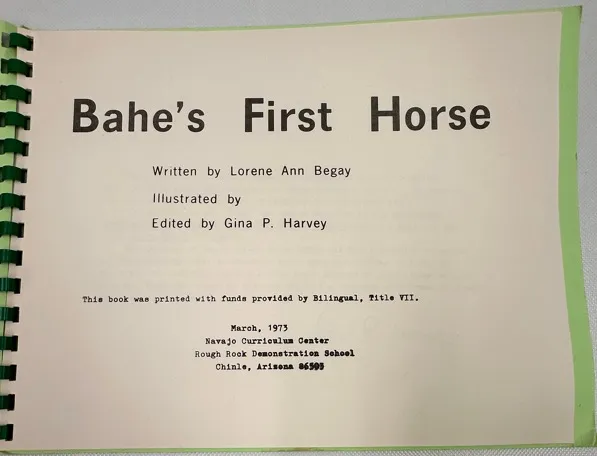 Bahe's First Horse
Written by Lorene Ann Begay
Illustrated by
Edited by Gina P. Harvey
This book was printed with funds provided by Bilingual, Title VII.
March, 1973
Navajo Curriculum Center
Rough Rock Demonstration School
Chinle, Arizona